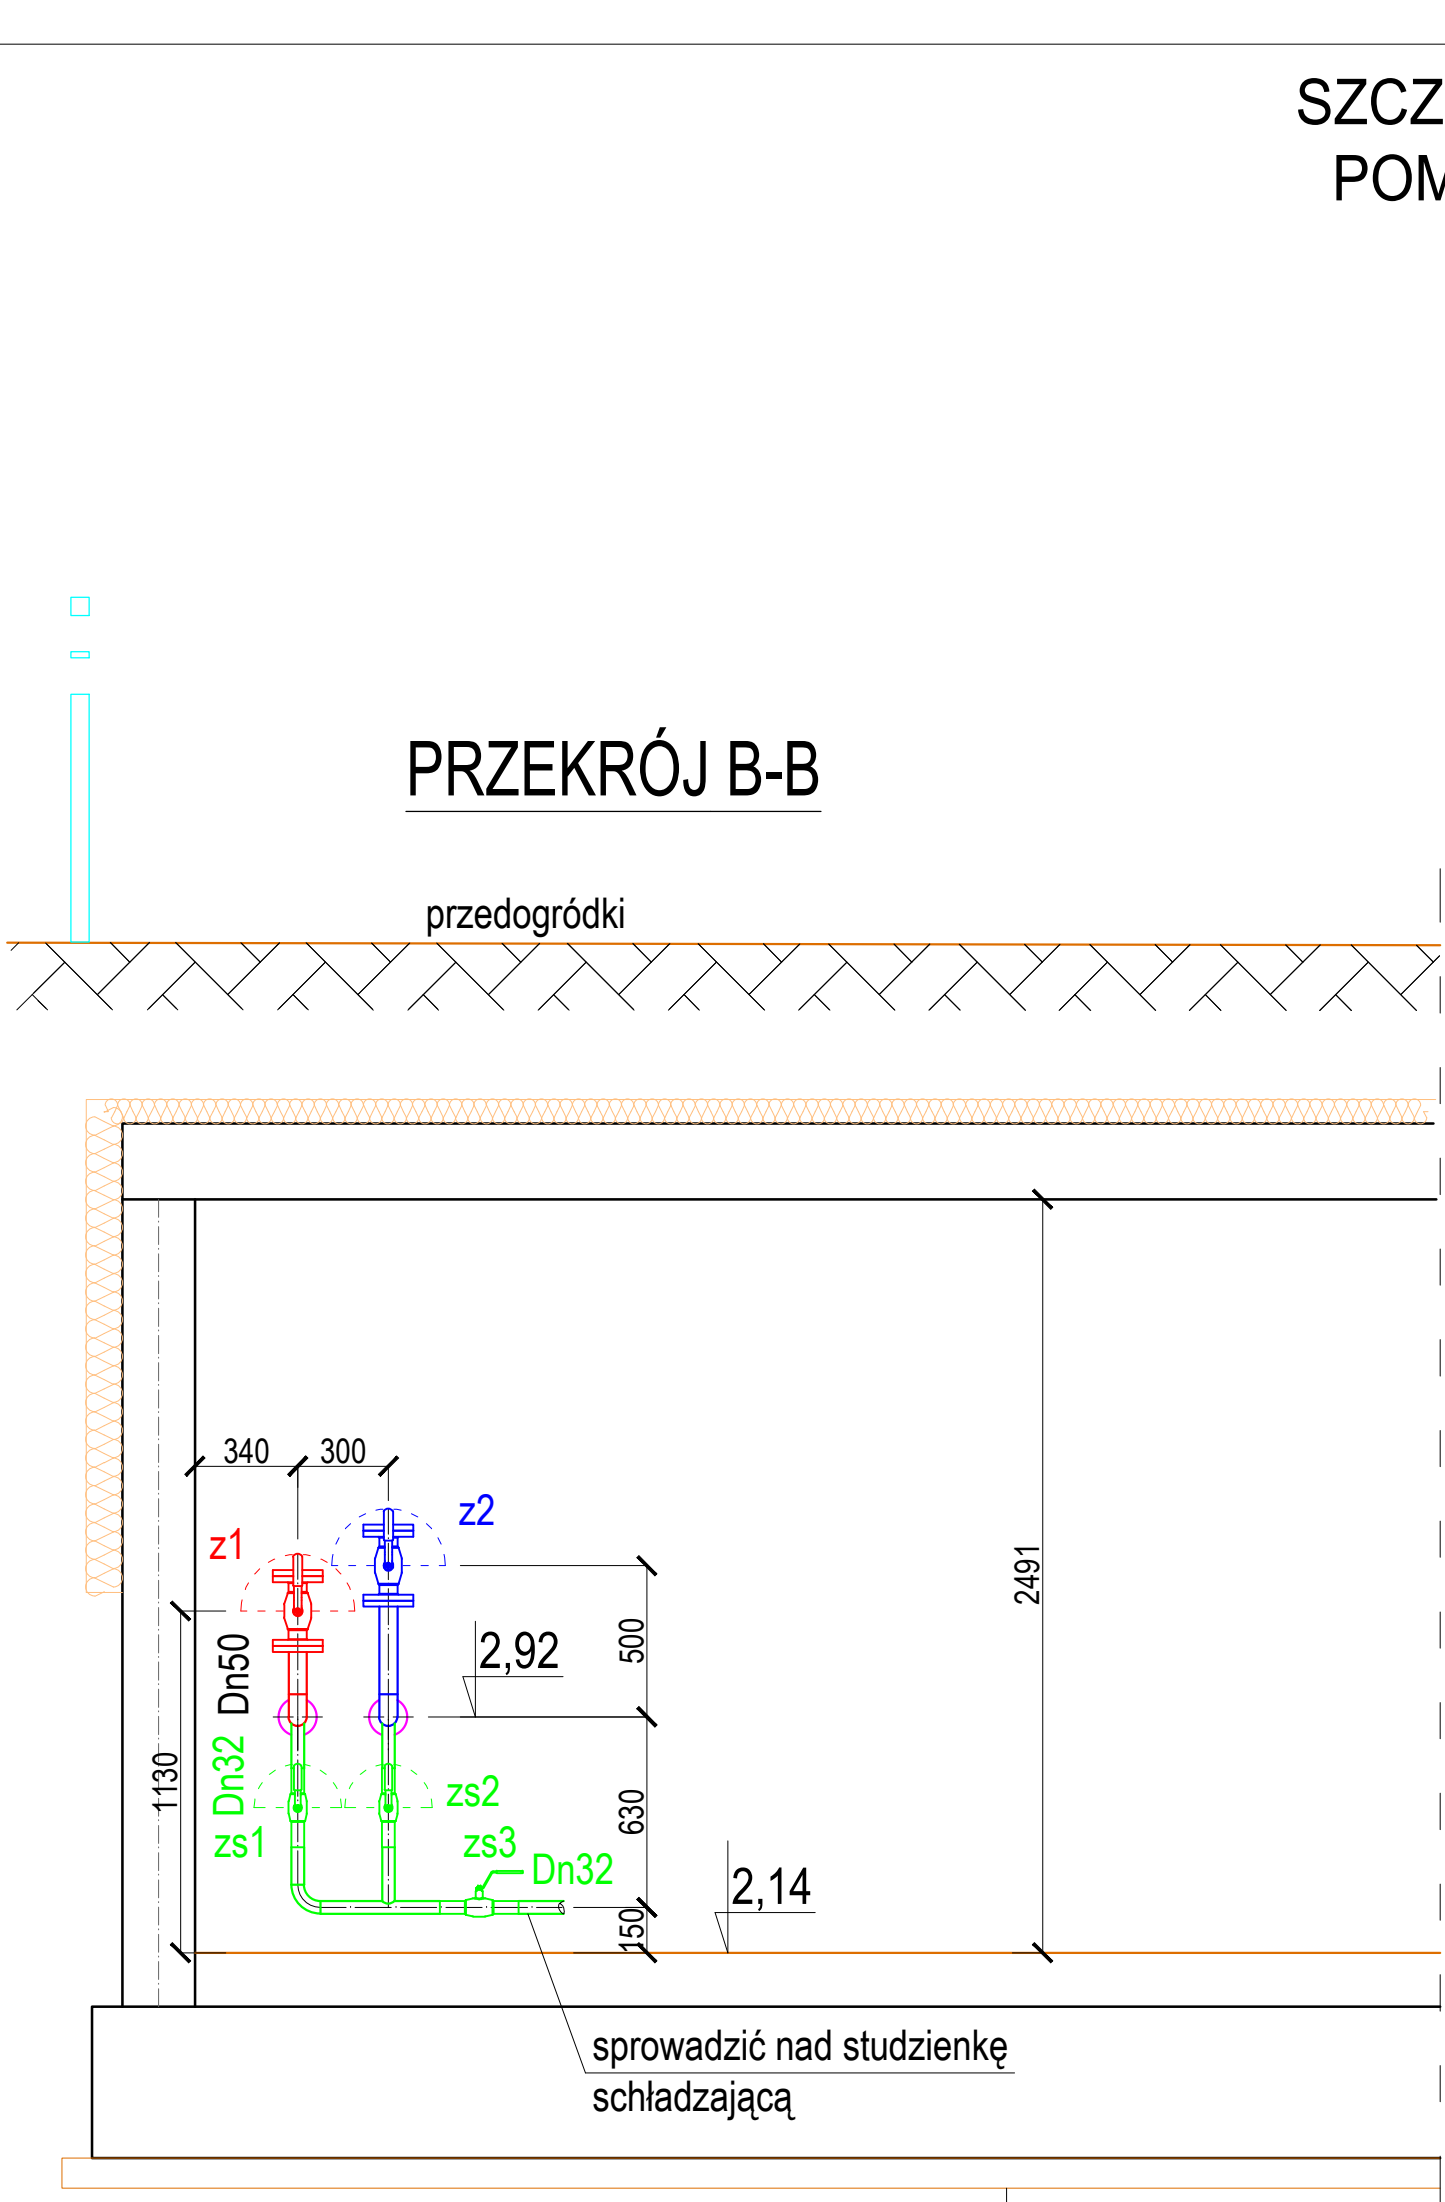 SZCZ
POM
PRZEKRÓJ B-B
przedogródki
340
300
z2
z1
2491
500
2,92
Dn50
1130
Dn32
zs2
630
zs1
zs3
Dn32
2,14
150
sprowadzić nad studzienkę
schładzającą